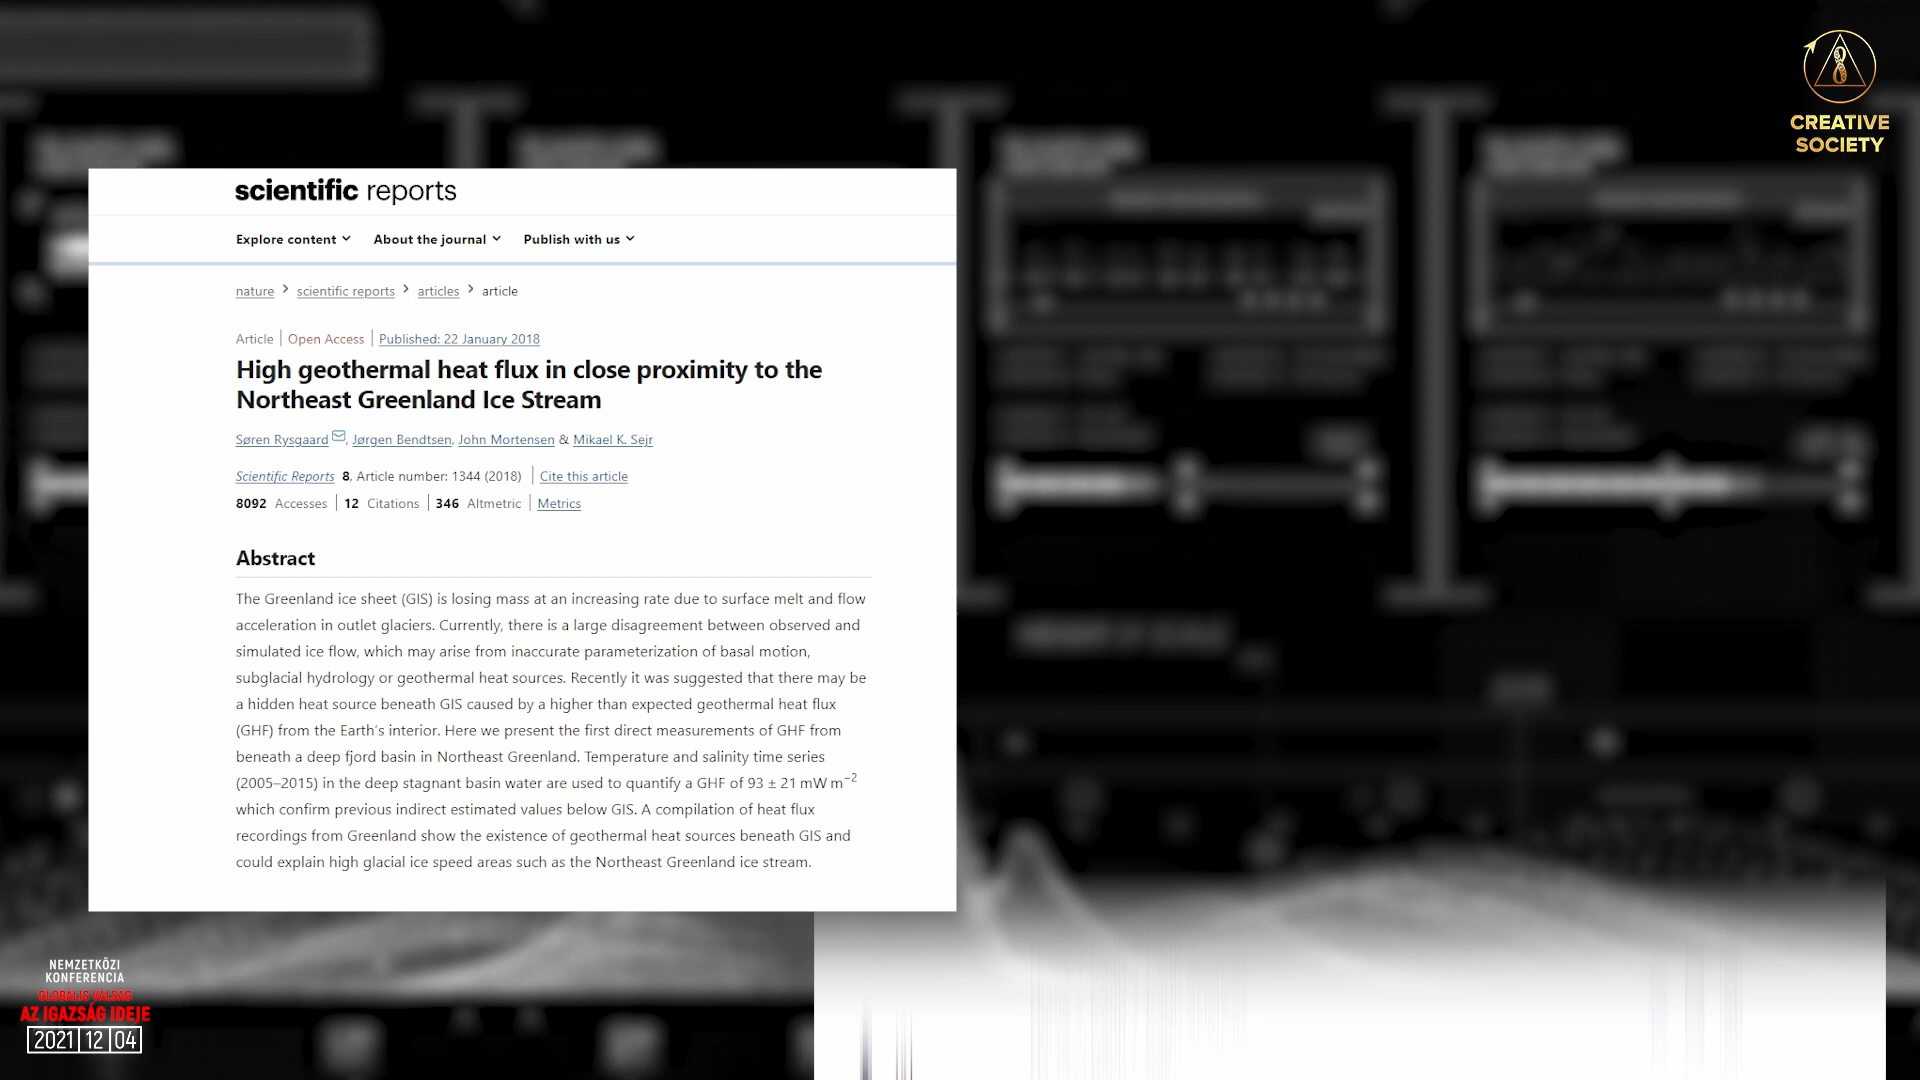 CREATIVE
SOCIETY
scientific reports
Explore content About the journal Publish with us
nature > scientific reports > articles > article
Article | Open Access | Published: 22 January 2018
High geothermal heat flux in close proximity to the
Northeast Greenland Ice Stream
Søren Rysgaard, Jørgen Bendtsen, John Mortensen & Mikael K. Sejr
Scientific Reports 8, Article number: 1344 (2018) | Cite this article
8092 Accesses | 12 Citations | 346 Altmetric | Metrics
Abstract
The Greenland ice sheet (GIS) is losing mass at an increasing rate due to surface melt and flow
acceleration in outlet glaciers. Currently, there is a large disagreement between observed and
simulated ice flow, which may arise from inaccurate parameterization of basal motion,
subglacial hydrology or geothermal heat sources. Recently it was suggested that there may be
a hidden heat source beneath GIS caused by a higher than expected geothermal heat flux
(GHF) from the Earth's interior. Here we present the first direct measurements of GHF from
beneath a deep fjord basin in Northeast Greenland. Temperature and salinity time series
(2005–2015) in the deep stagnant basin water are used to quantify a GHF of 93 ± 21 mW m⁻²
which confirm previous indirect estimated values below GIS. A compilation of heat flux
recordings from Greenland show the existence of geothermal heat sources beneath GIS and
could explain high glacial ice speed areas such as the Northeast Greenland ice stream.
NEMZETKÖZI
KONFERENCIA
GLOBÁLIS VÁLSÁG
AZ IGAZSÁG IDEJE
2021 | 12 | 04